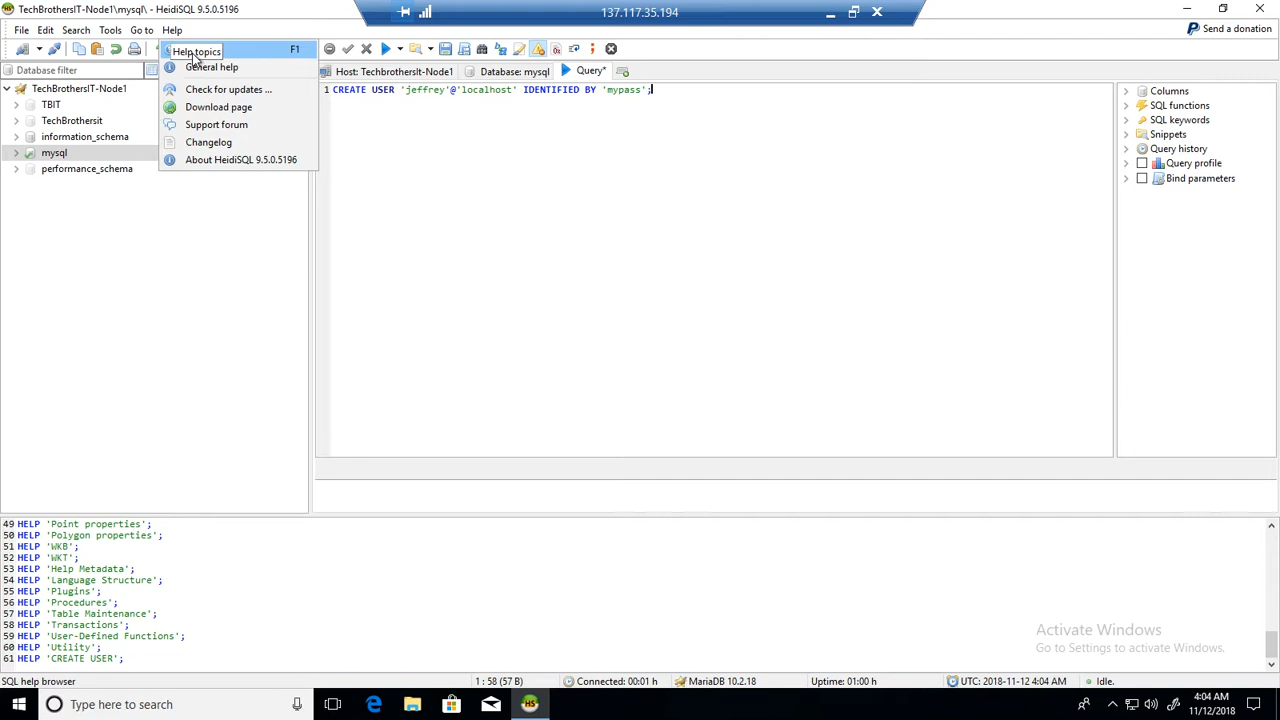 TechBrothersIT-Node1\mysql\ - HeidiSQL 9.5.0.5196
137.117.35.194
File Edit Search Tools Go to Help
Send a donation
Help topics F1
General help
Check for updates ...
Download page
Support forum
Changelog
About HeidiSQL 9.5.0.5196
Database filter
Host: TechbrothersIT-Node1 Database: mysql Query*
TechBrothersIT-Node1
TBIT
TechBrothersit
information_schema
mysql
performance_schema
1 CREATE USER 'jeffrey'@'localhost' IDENTIFIED BY 'mypass';
Columns
SQL functions
SQL keywords
Snippets
Query history
Query profile
Bind parameters
49 HELP 'Point properties';
50 HELP 'Polygon properties';
51 HELP 'WKB';
52 HELP 'WKT';
53 HELP 'Help Metadata';
54 HELP 'Language Structure';
55 HELP 'Plugins';
56 HELP 'Procedures';
57 HELP 'Table Maintenance';
58 HELP 'Transactions';
59 HELP 'User-Defined Functions';
60 HELP 'Utility';
61 HELP 'CREATE USER';
Activate Windows
Go to Settings to activate Windows.
SQL help browser 1 : 58 (57 B) Connected: 00:01 h MariaDB 10.2.18 Uptime: 01:00 h UTC: 2018-11-12 4:04 AM Idle.
Type here to search
4:04 AM
11/12/2018